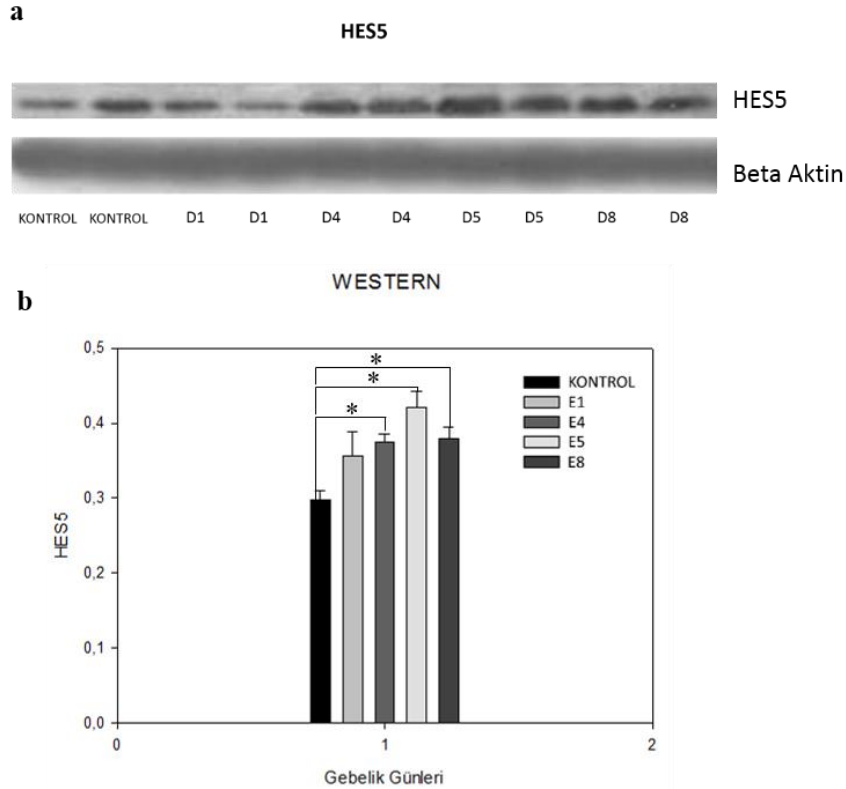 a
HES5
HES5
Beta Aktin
KONTROL KONTROL D1 D1 D4 D4 D5 D5 D8 D8
WESTERN
b
0,5
0,4
0,3
0,2
0,1
0,0
HES5
* 
*
*
KONTROL
E1
E4
E5
E8
0 1 2
Gebelik Günleri